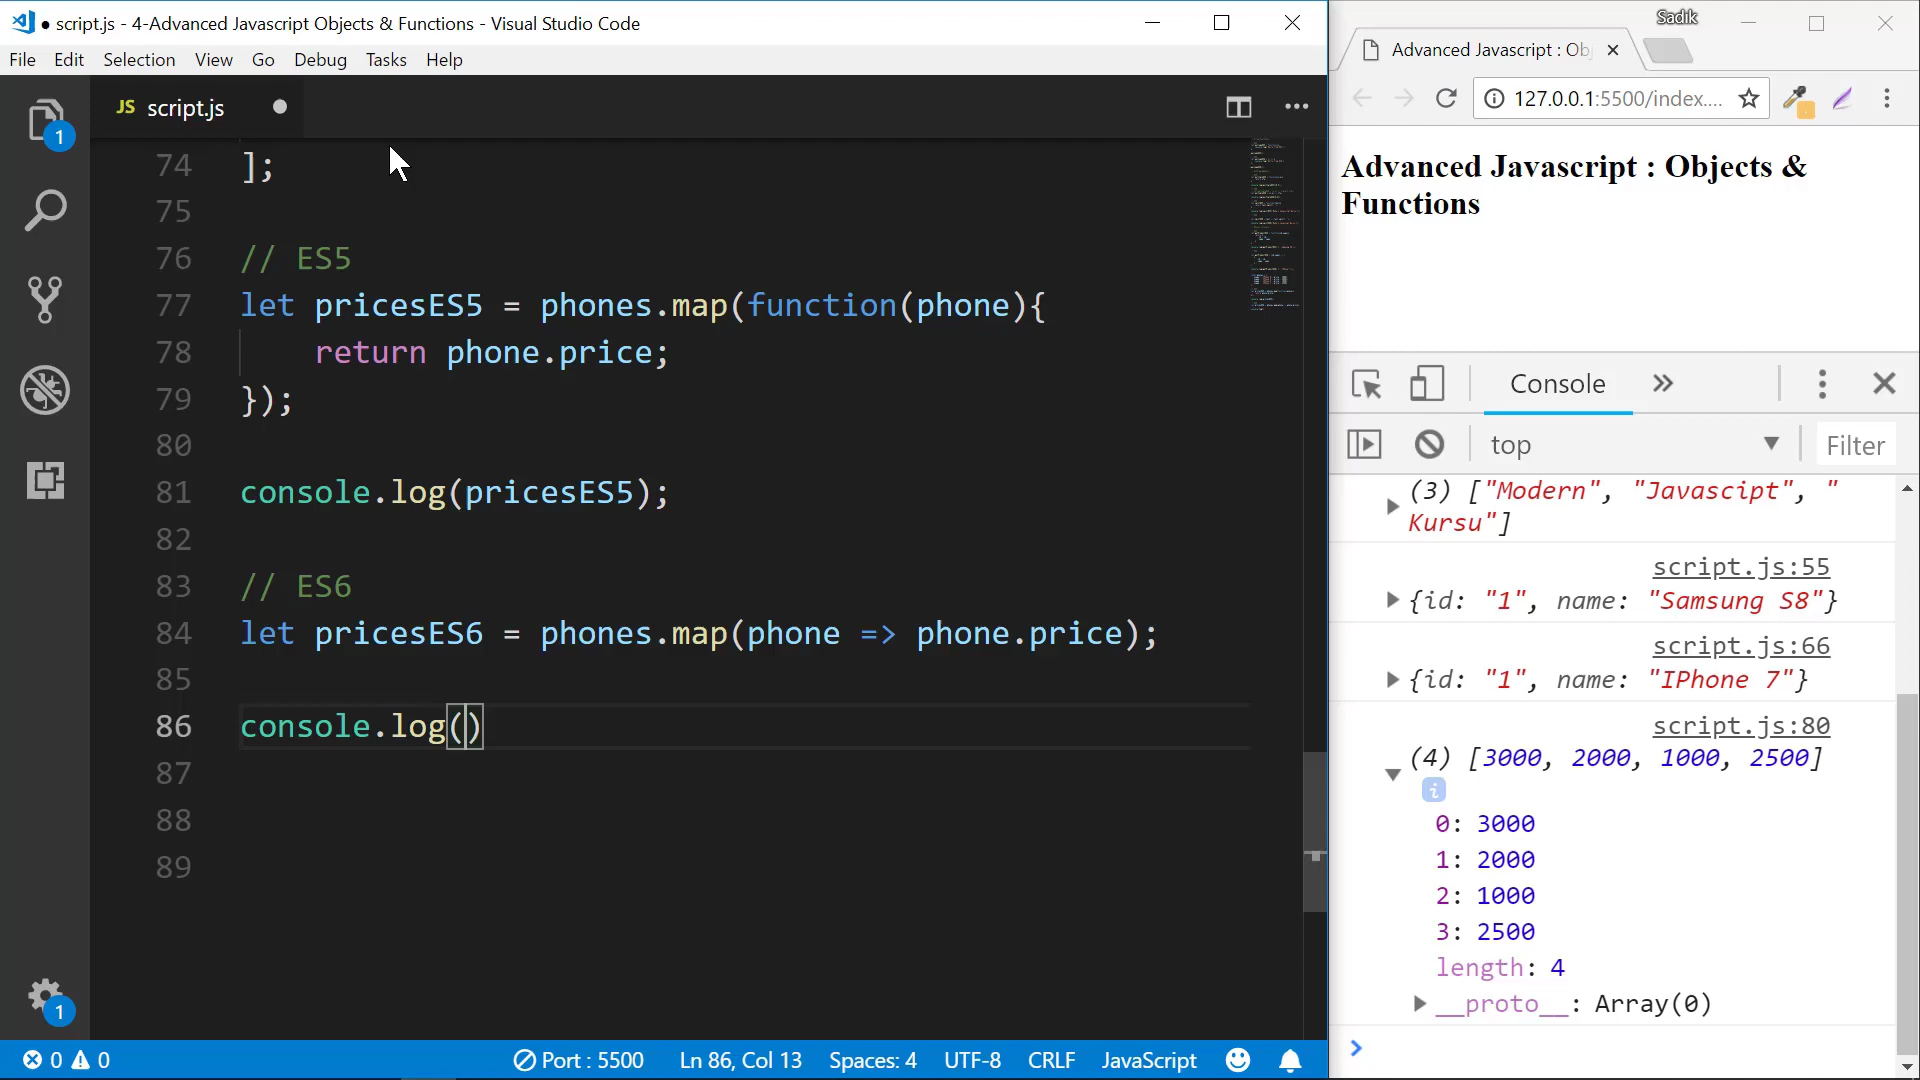 ● script.js - 4-Advanced Javascript Objects & Functions - Visual Studio Code
File Edit Selection View Go Debug Tasks Help
JS script.js ● •••
1
74 ];
75
76 // ES5
77 let pricesES5 = phones.map(function(phone){
78 return phone.price;
79 });
80
81 console.log(pricesES5);
82
83 // ES6
84 let pricesES6 = phones.map(phone => phone.price);
85
86 console.log()
87
88
89
1
0 0 Port : 5500 Ln 86, Col 13 Spaces: 4 UTF-8 CRLF JavaScript
Sadık
Advanced Javascript : Ob
127.0.0.1:5500/index....
Advanced Javascript : Objects &
Functions
Console »
top Filter
(3) ["Modern", "Javascipt", "
Kursu"]
script.js:55
{id: "1", name: "Samsung S8"}
script.js:66
{id: "1", name: "IPhone 7"}
script.js:80
(4) [3000, 2000, 1000, 2500]
i
0: 3000
1: 2000
2: 1000
3: 2500
length: 4
__proto__: Array(0)
>